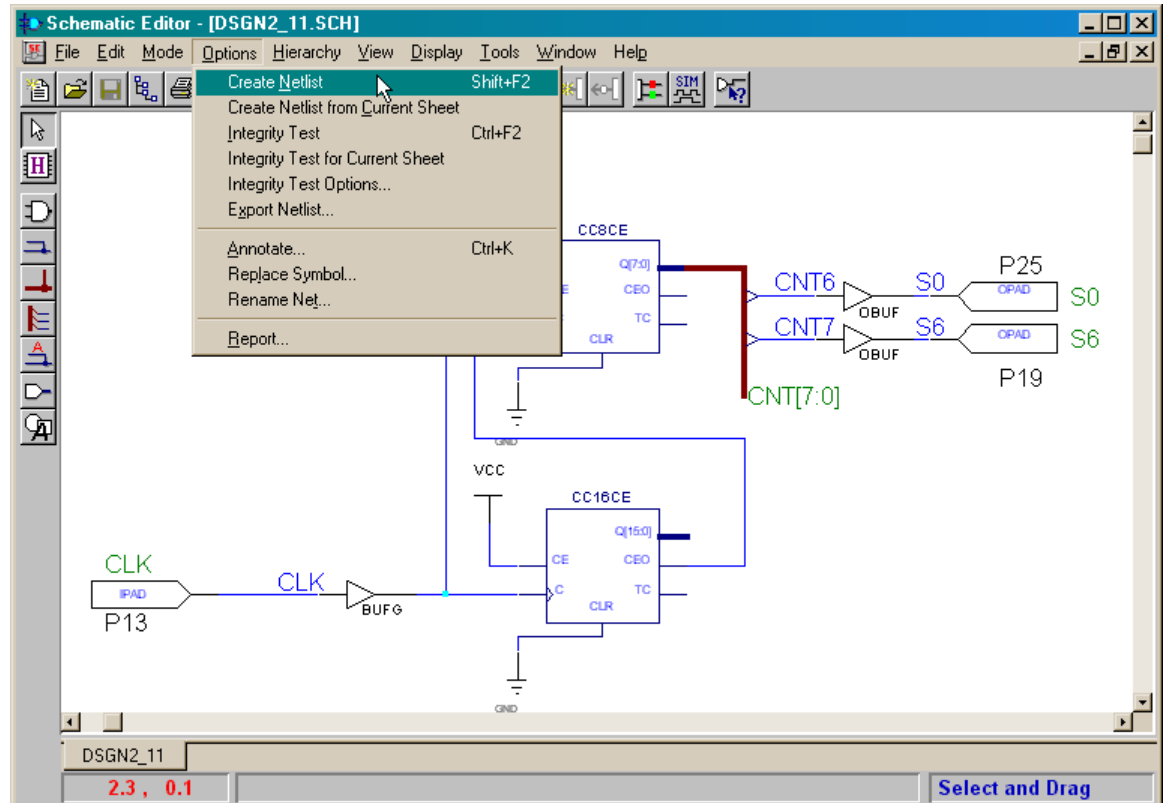 Schematic Editor - [DSGN2_11.SCH]
File Edit Mode Options Hierarchy View Display Tools Window Help
SIM
Create Netlist Shift+F2
Create Netlist from Current Sheet
Integrity Test Ctrl+F2
Integrity Test for Current Sheet
Integrity Test Options...
Export Netlist...
Annotate... Ctrl+K
Replace Symbol...
Rename Net...
Report...
H
A
CC8CE
Q[7:0]
E CEO
TC
CLR
GND
CNT6 OBUF S0 OPAD P25 S0
CNT7 OBUF S6 OPAD P19 S6
CNT[7:0]
VCC
CC16CE
Q[15:0]
CE CEO
C TC
CLR
GND
CLK
IPAD
P13
CLK
BUFG
DSGN2_11
2.3 , 0.1 Select and Drag